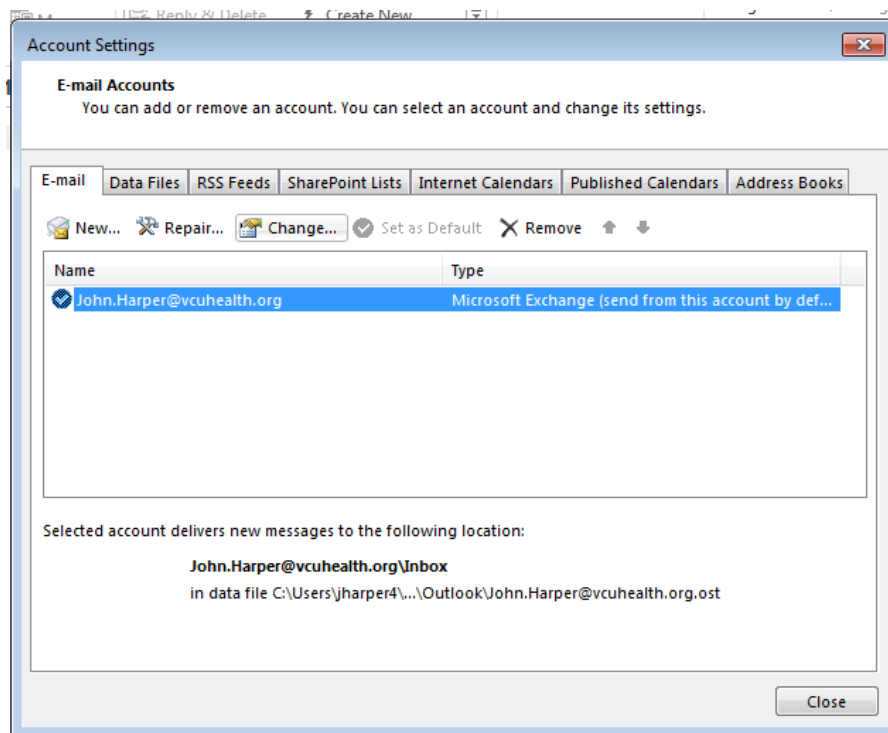 Reply & Delete Create New
Account Settings
E-mail Accounts
You can add or remove an account. You can select an account and change its settings.
E-mail Data Files RSS Feeds SharePoint Lists Internet Calendars Published Calendars Address Books
New... Repair... Change... Set as Default Remove
Name Type
John.Harper@vcuhealth.org Microsoft Exchange (send from this account by def...
Selected account delivers new messages to the following location:
John.Harper@vcuhealth.org\Inbox
in data file C:\Users\jharper4\...\Outlook\John.Harper@vcuhealth.org.ost
Close